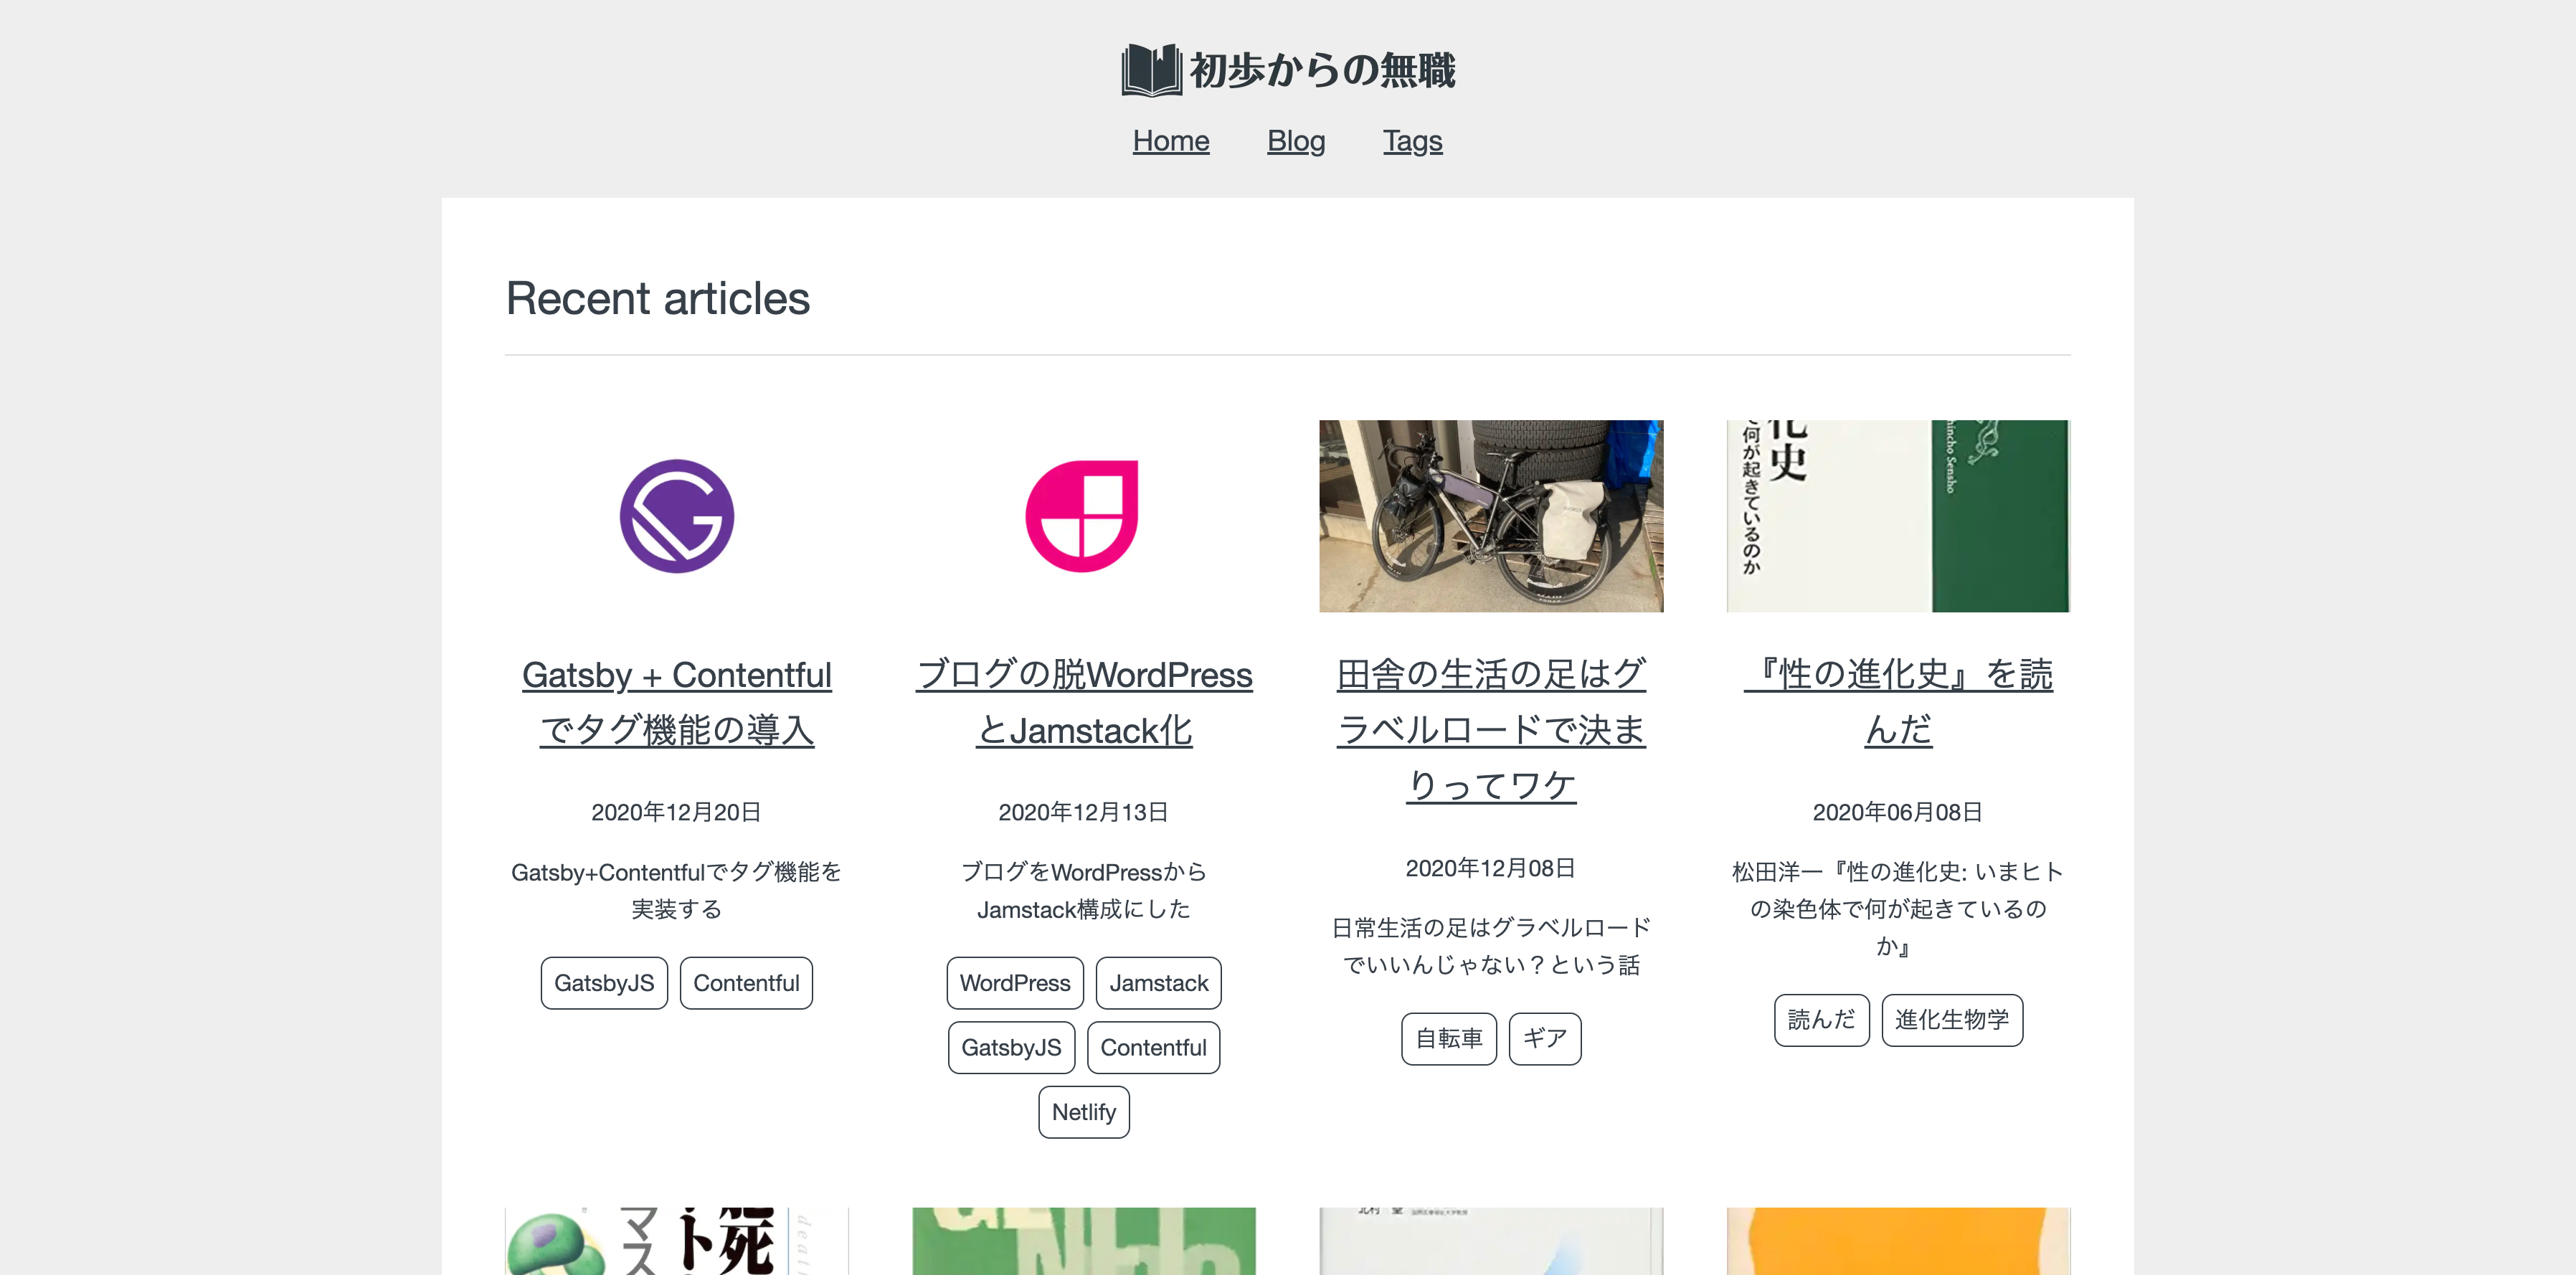 初歩からの無職
Home Blog Tags
Recent articles
化史
で何が起きているのか
hincho Sensho
Gatsby + Contentful
でタグ機能の導入
2020年12月20日
Gatsby+Contentfulでタグ機能を
実装する
GatsbyJS Contentful
ブログの脱WordPress
とJamstack化
2020年12月13日
ブログをWordPressから
Jamstack構成にした
WordPress Jamstack
GatsbyJS Contentful
Netlify
田舎の生活の足はグ
ラベルロードで決ま
りってワケ
2020年12月08日
日常生活の足はグラベルロード
でいいんじゃない？という話
自転車 ギア
『性の進化史』を読
んだ
2020年06月08日
松田洋一『性の進化史: いまヒト
の染色体で何が起きているの
か』
読んだ 進化生物学
マス
ト死
deat